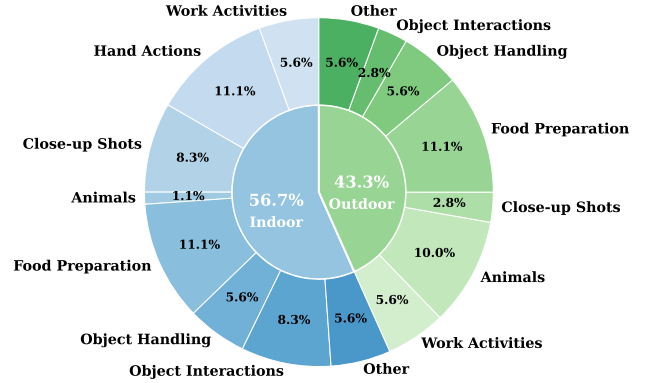 Work Activities
Other
Object Interactions
Hand Actions
Object Handling
5.6%
5.6%
2.8%
11.1%
5.6%
Food Preparation
Close-up Shots
11.1%
8.3%
43.3%
Outdoor
Animals
1.1%
56.7%
Indoor
2.8%
Close-up Shots
11.1%
10.0%
Food Preparation
Animals
5.6%
5.6%
8.3%
5.6%
Object Handling
Work Activities
Object Interactions
Other